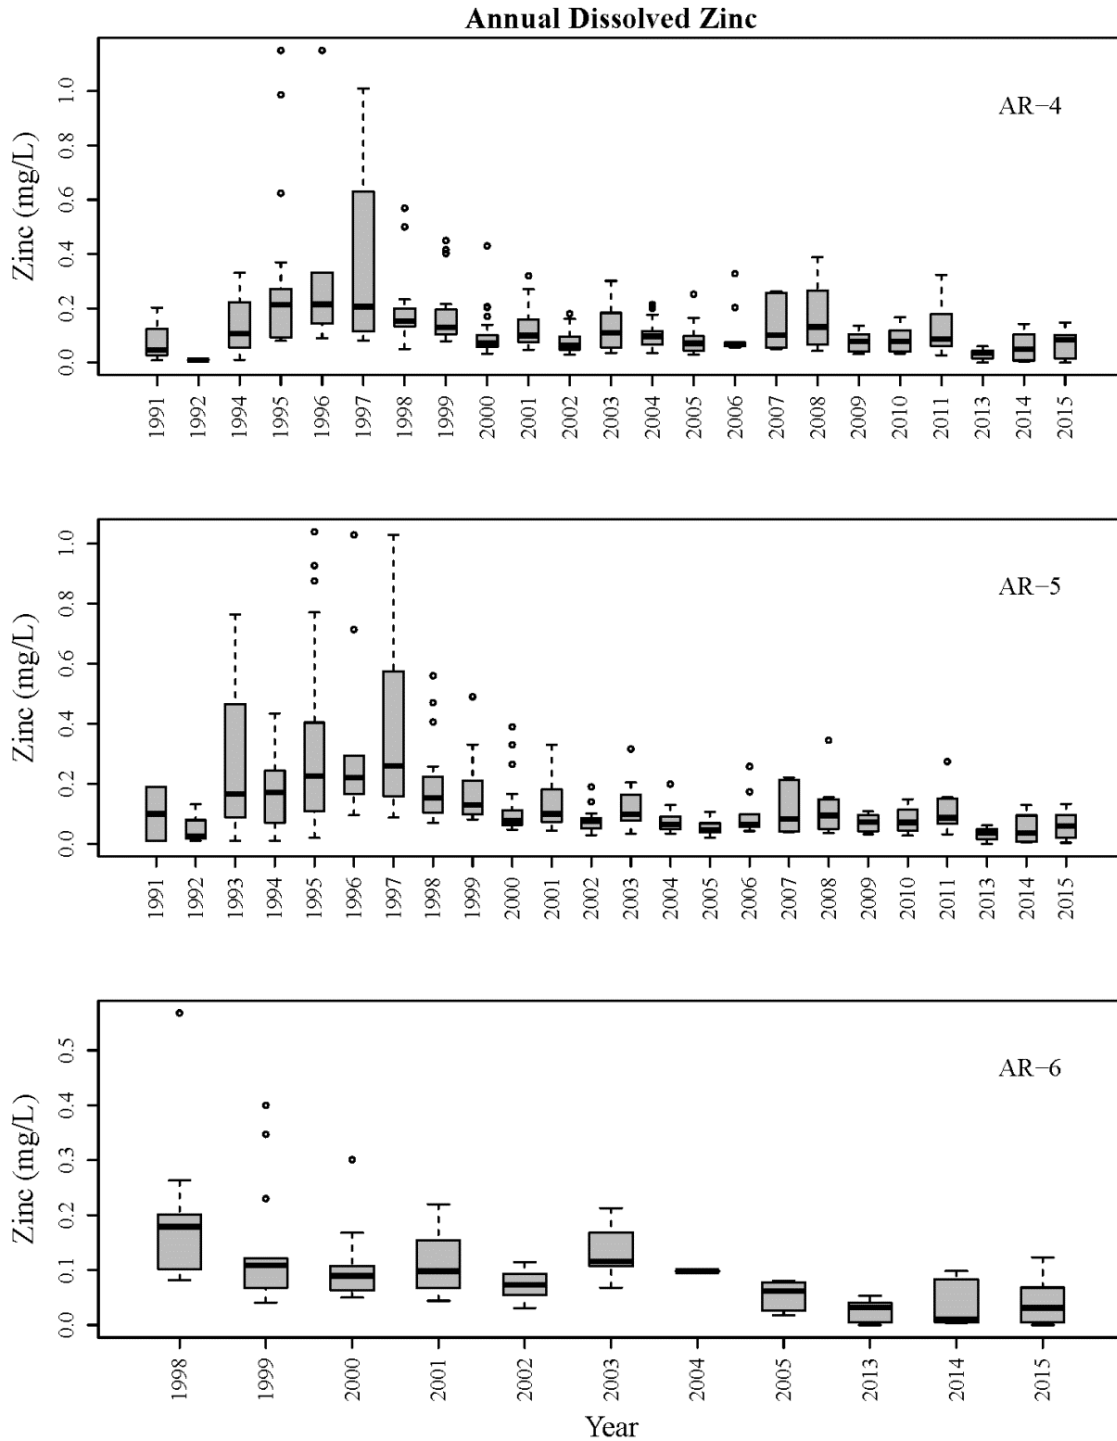 Annual Dissolved Zinc
AR−4
Zinc (mg/L)
1.0
0.8
0.6
0.4
0.2
0.0
1991 1992 1994 1995 1996 1997 1998 1999 2000 2001 2002 2003 2004 2005 2006 2007 2008 2009 2010 2011 2013 2014 2015
AR−5
Zinc (mg/L)
1.0
0.8
0.6
0.4
0.2
0.0
1991 1992 1993 1994 1995 1996 1997 1998 1999 2000 2001 2002 2003 2004 2005 2006 2007 2008 2009 2010 2011 2013 2014 2015
AR−6
Zinc (mg/L)
0.5
0.4
0.3
0.2
0.1
0.0
1998 1999 2000 2001 2002 2003 2004 2005 2013 2014 2015
Year